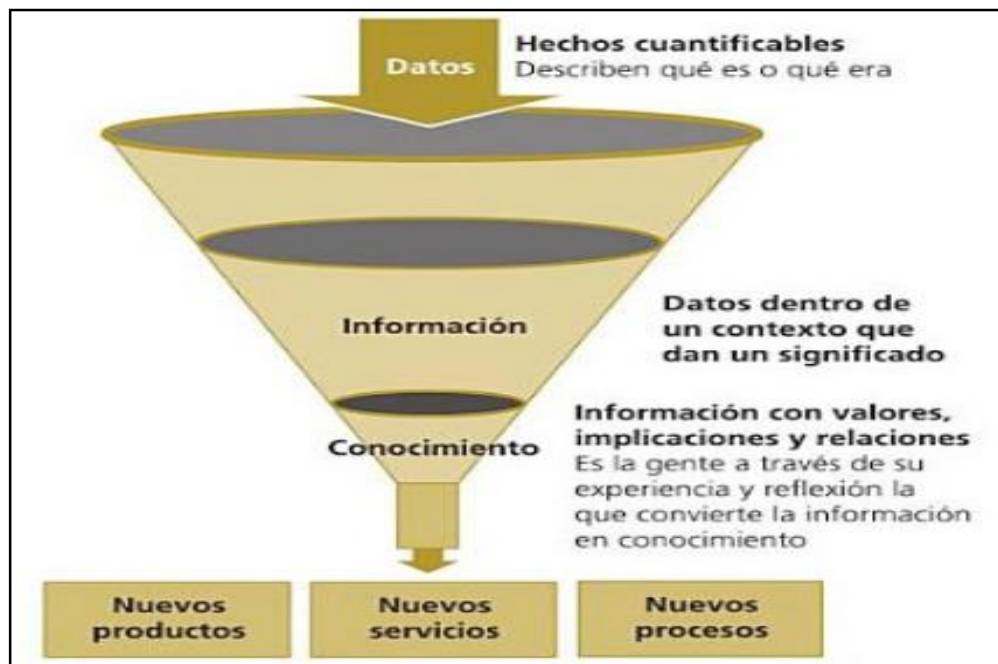 Datos
Hechos cuantificables
Describen qué es o qué era
Información
Datos dentro de
un contexto que
dan un significado
Conocimiento
Información con valores,
implicaciones y relaciones
Es la gente a través de su
experiencia y reflexión la
que convierte la información
en conocimiento
Nuevos
productos
Nuevos
servicios
Nuevos
procesos